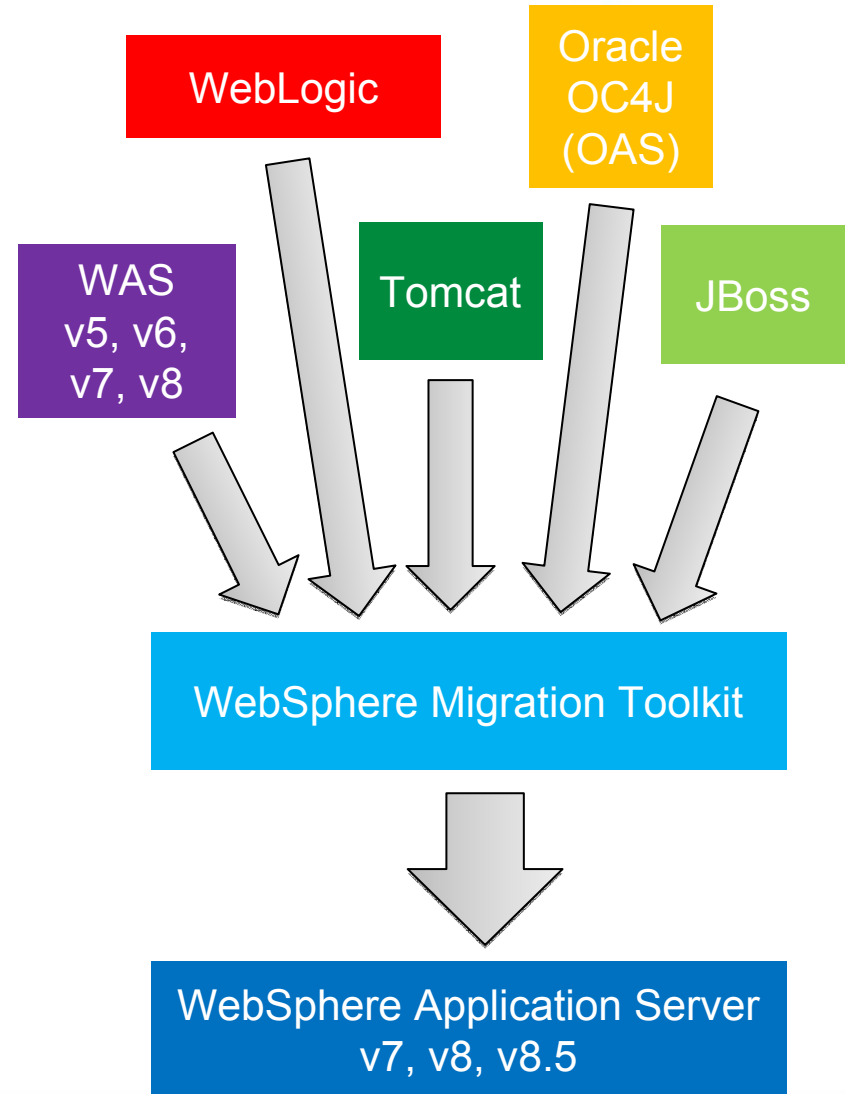 WebLogic
Oracle
OC4J
(OAS)
WAS
v5, v6,
v7, v8
Tomcat
JBoss
WebSphere Migration Toolkit
WebSphere Application Server
v7, v8, v8.5